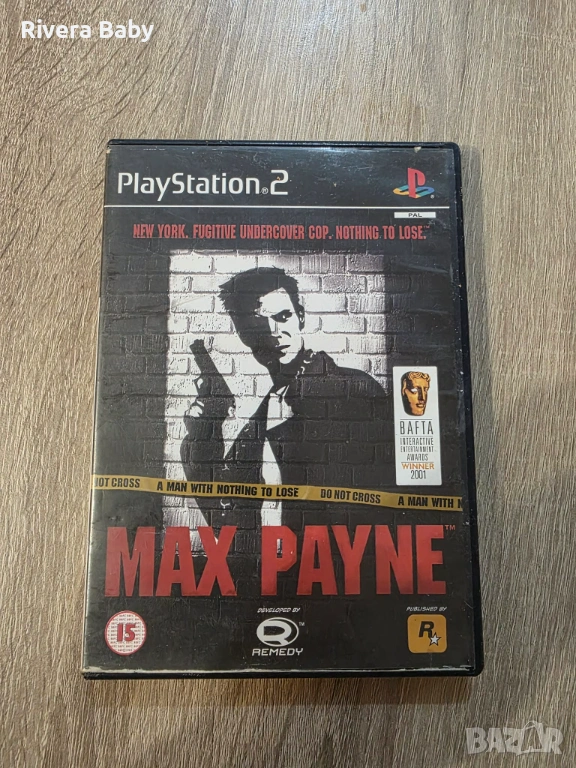 Rivera Baby
PlayStation®2
PAL
NEW YORK. FUGITIVE UNDERCOVER COP. NOTHING TO LOSE.™
BAFTA
INTERACTIVE
ENTERTAINMENT
AWARDS
WINNER
2001
NOT CROSS A MAN WITH NOTHING TO LOSE DO NOT CROSS A MAN WITH N
MAX PAYNE™
15
DEVELOPED BY
R™
REMEDY
PUBLISHED BY
R
BAZAR